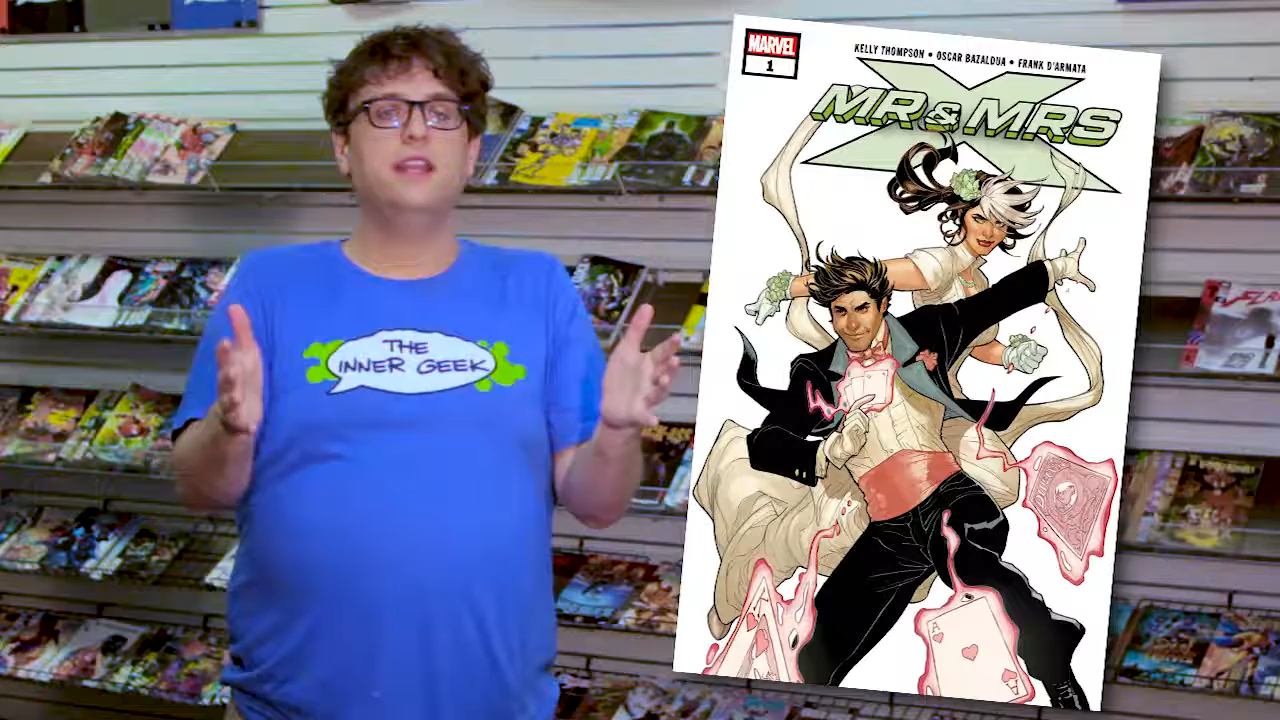 THE
INNER GEEK
MARVEL
1
KELLY THOMPSON • OSCAR BAZALDUA • FRANK D'ARMATA
MR & MRS
X
A
A